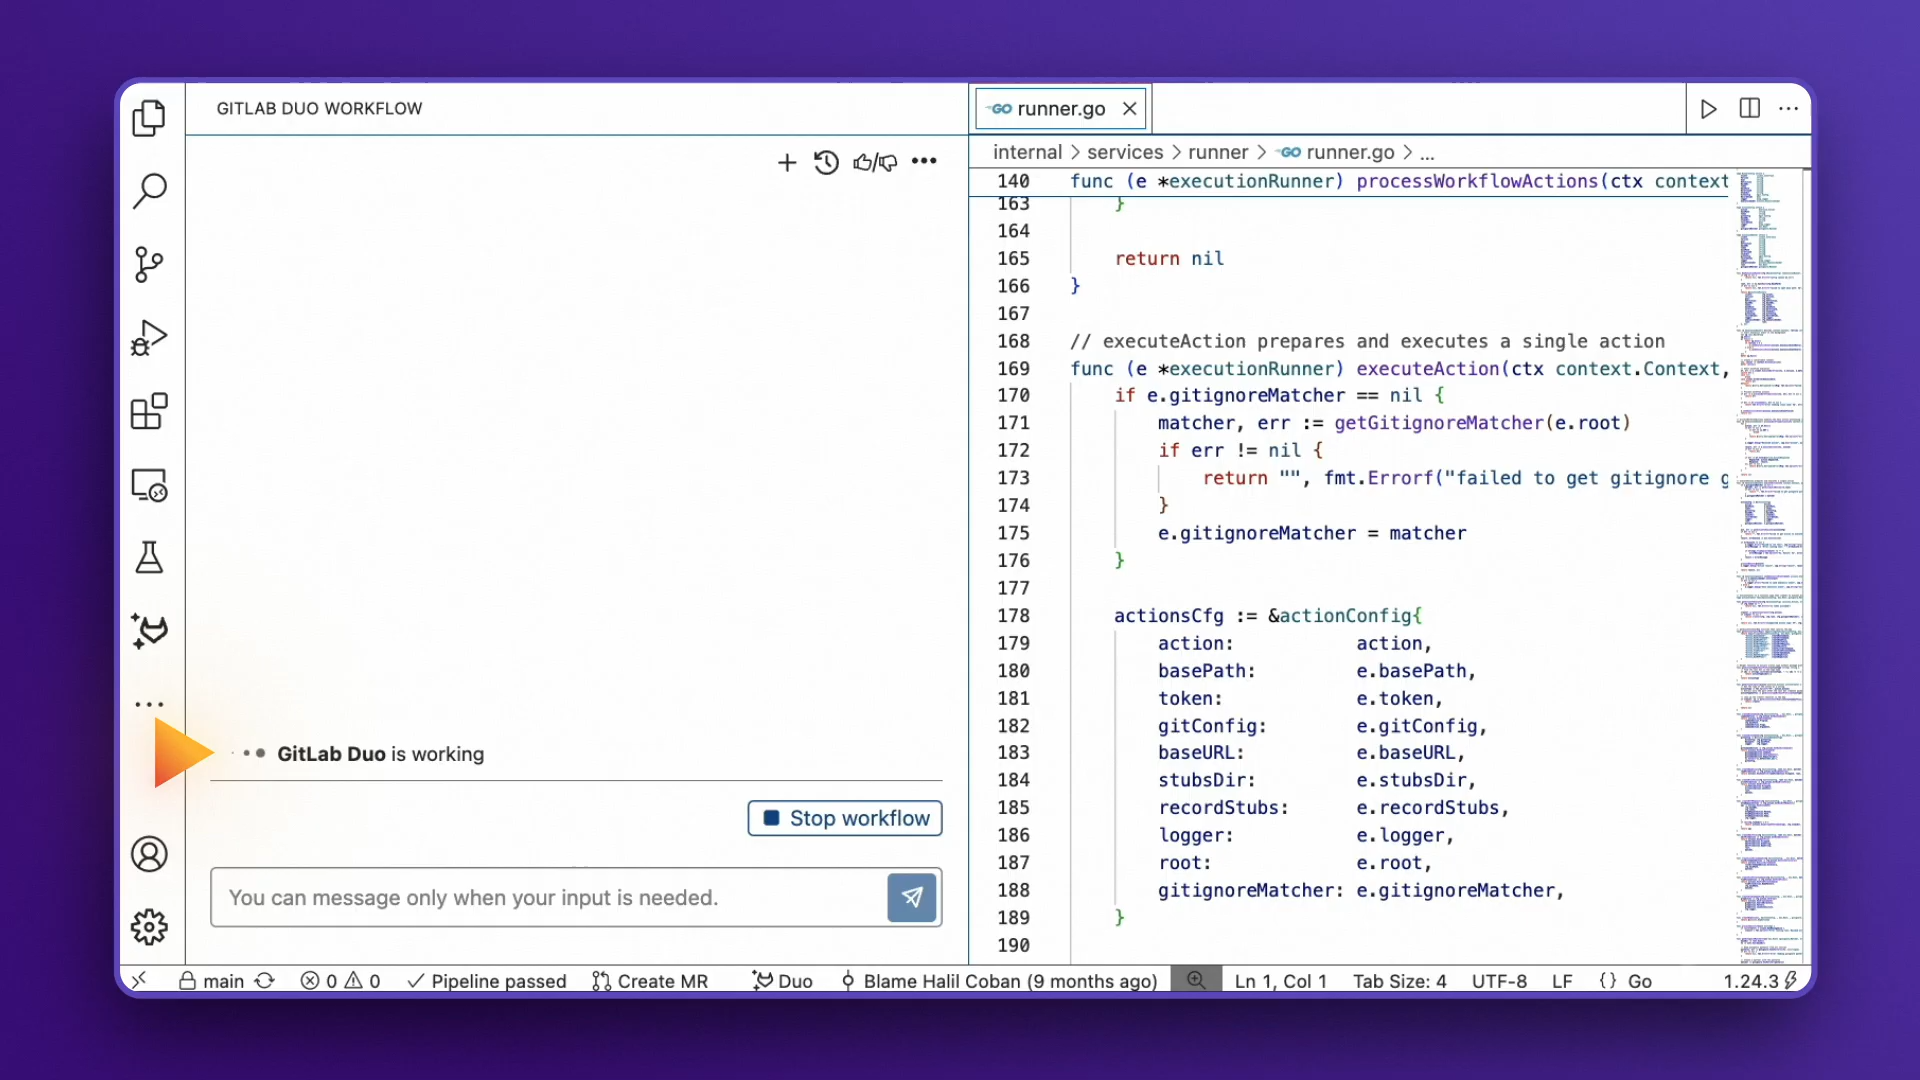 GITLAB DUO WORKFLOW
GO runner.go
internal > services > runner > GO runner.go > ...
140 func (e *executionRunner) processWorkflowActions(ctx context
163 }
164
165 return nil
166 }
167
168 // executeAction prepares and executes a single action
169 func (e *executionRunner) executeAction(ctx context.Context,
170 if e.gitignoreMatcher == nil {
171 matcher, err := getGitignoreMatcher(e.root)
172 if err != nil {
173 return "", fmt.Errorf("failed to get gitignore g
174 }
175 e.gitignoreMatcher = matcher
176 }
177
178 actionsCfg := &actionConfig{
179 action: action,
180 basePath: e.basePath,
181 token: e.token,
182 gitConfig: e.gitConfig,
183 baseURL: e.baseURL,
184 stubsDir: e.stubsDir,
185 recordStubs: e.recordStubs,
186 logger: e.logger,
187 root: e.root,
188 gitignoreMatcher: e.gitignoreMatcher,
189 }
190
GitLab Duo is working
Stop workflow
You can message only when your input is needed.
main 0 0 Pipeline passed Create MR Duo Blame Halil Coban (9 months ago) Ln 1, Col 1 Tab Size: 4 UTF-8 LF {} Go 1.24.3